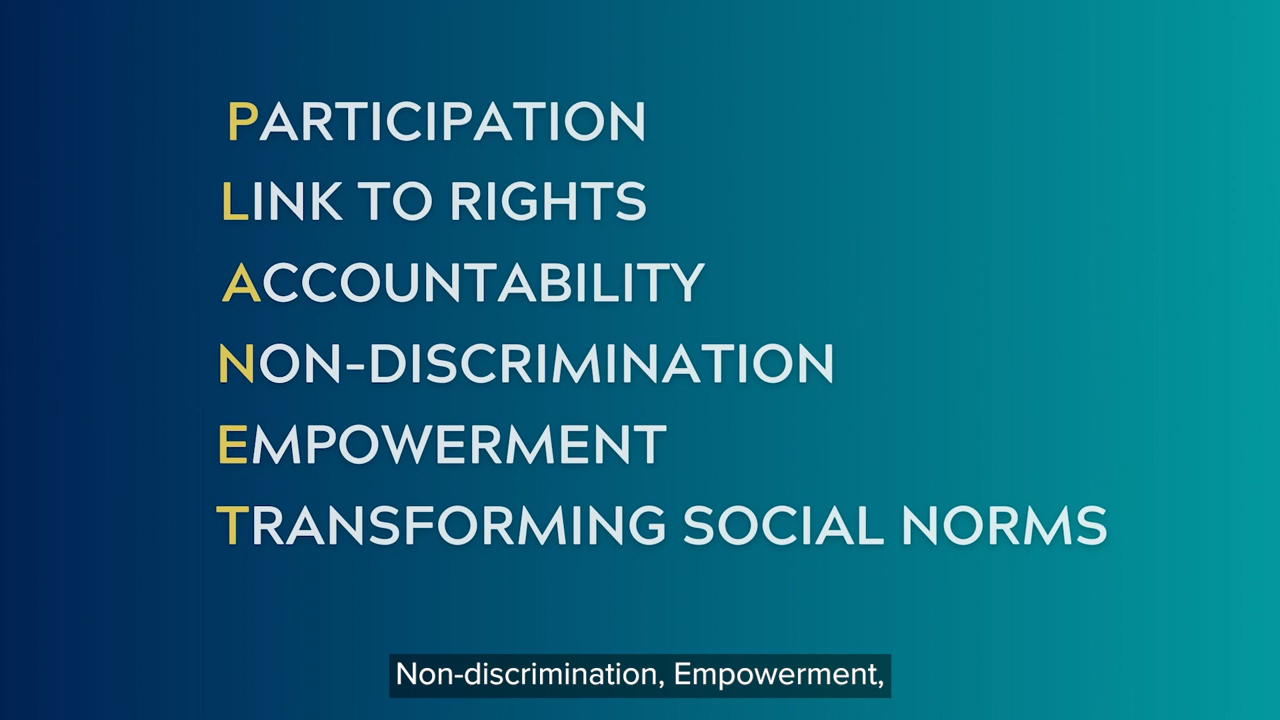 PARTICIPATION
LINK TO RIGHTS
ACCOUNTABILITY
NON-DISCRIMINATION
EMPOWERMENT
TRANSFORMING SOCIAL NORMS
Non-discrimination, Empowerment,